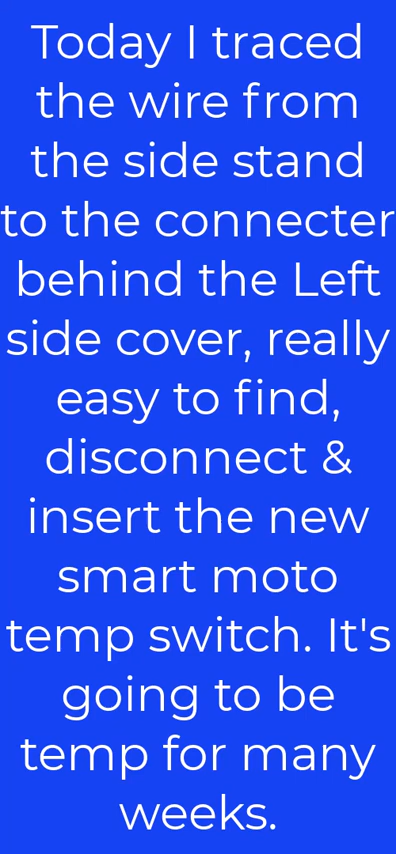 Today I traced
the wire from
the side stand
to the connecter
behind the Left
side cover, really
easy to find,
disconnect &
insert the new
smart moto
temp switch. It's
going to be
temp for many
weeks.